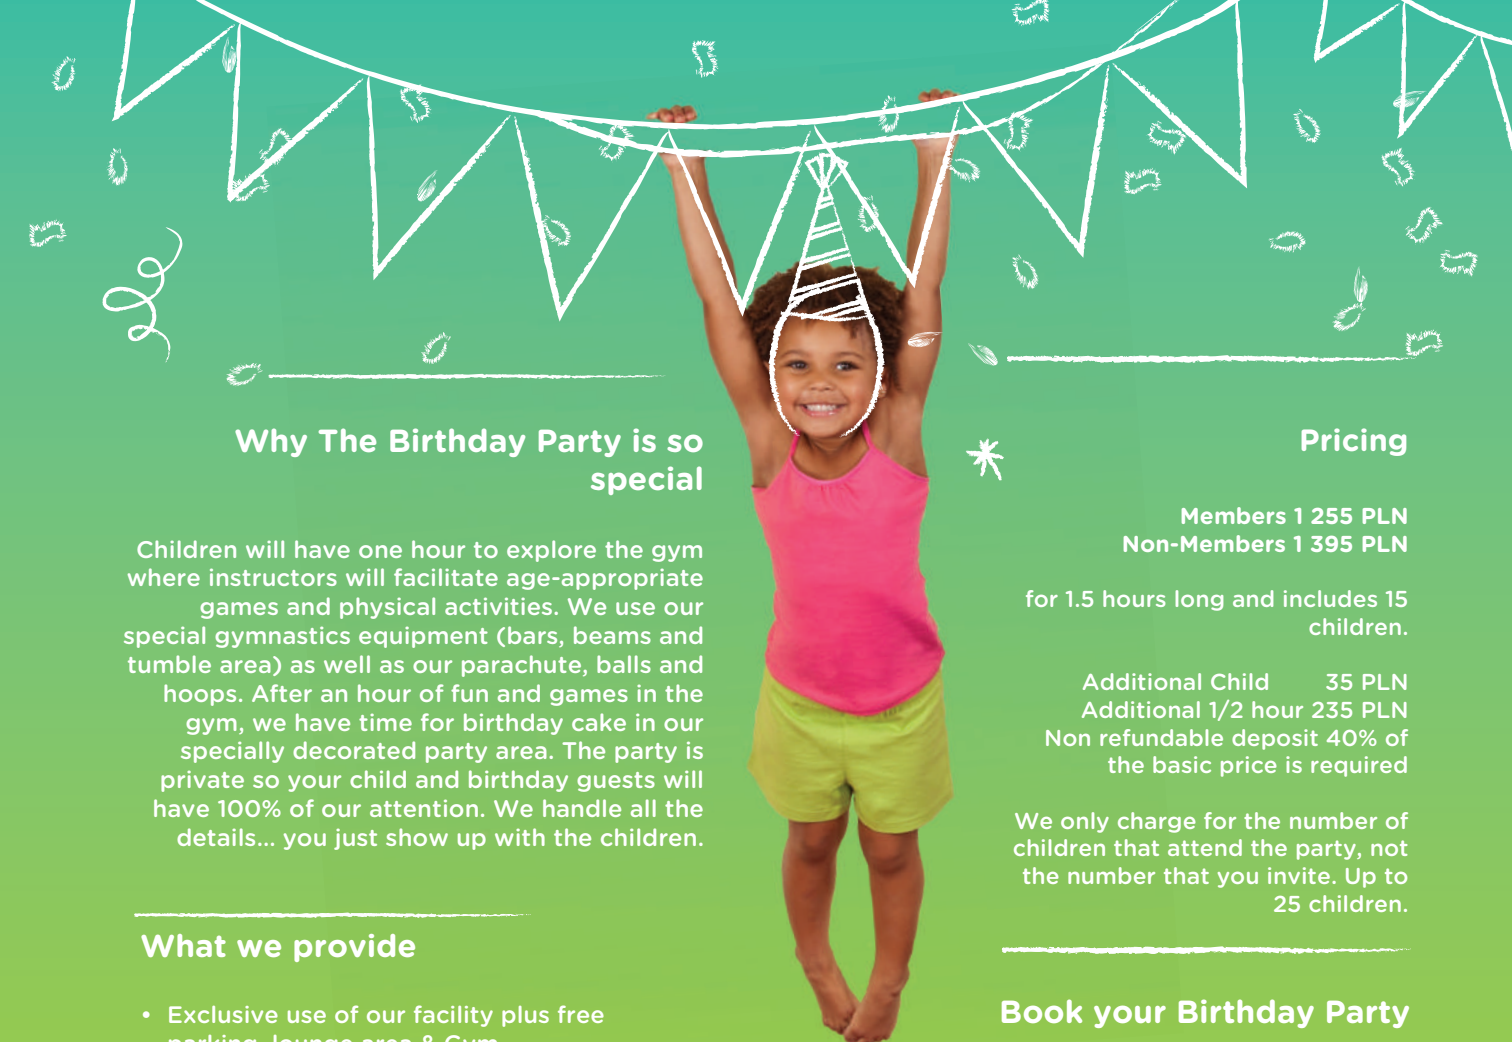 Why The Birthday Party is so
special
Children will have one hour to explore the gym
where instructors will facilitate age-appropriate
games and physical activities. We use our
special gymnastics equipment (bars, beams and
tumble area) as well as our parachute, balls and
hoops. After an hour of fun and games in the
gym, we have time for birthday cake in our
specially decorated party area. The party is
private so your child and birthday guests will
have 100% of our attention. We handle all the
details... you just show up with the children.
What we provide
• Exclusive use of our facility plus free
parking, lounge area & Gym
Pricing
Members 1 255 PLN
Non-Members 1 395 PLN
for 1.5 hours long and includes 15
children.
Additional Child 35 PLN
Additional 1/2 hour 235 PLN
Non refundable deposit 40% of
the basic price is required
We only charge for the number of
children that attend the party, not
the number that you invite. Up to
25 children.
Book your Birthday Party